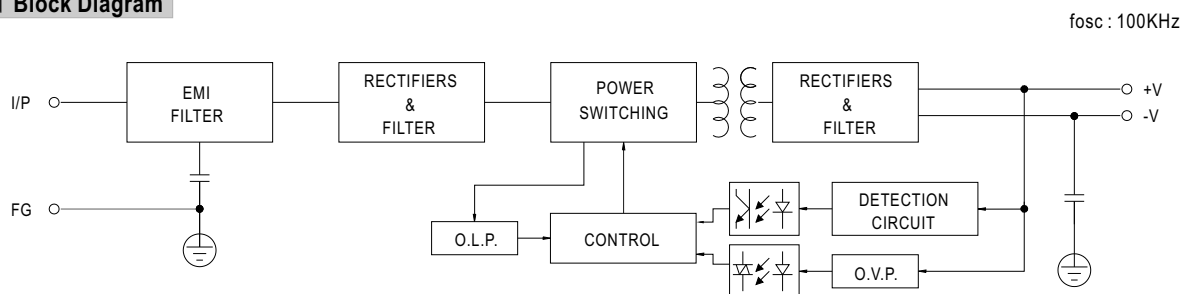 Block Diagram
fosc : 100KHz
I/P
EMI
FILTER
RECTIFIERS
&
FILTER
POWER
SWITCHING
RECTIFIERS
&
FILTER
+V
-V
FG
O.L.P.
CONTROL
DETECTION
CIRCUIT
O.V.P.